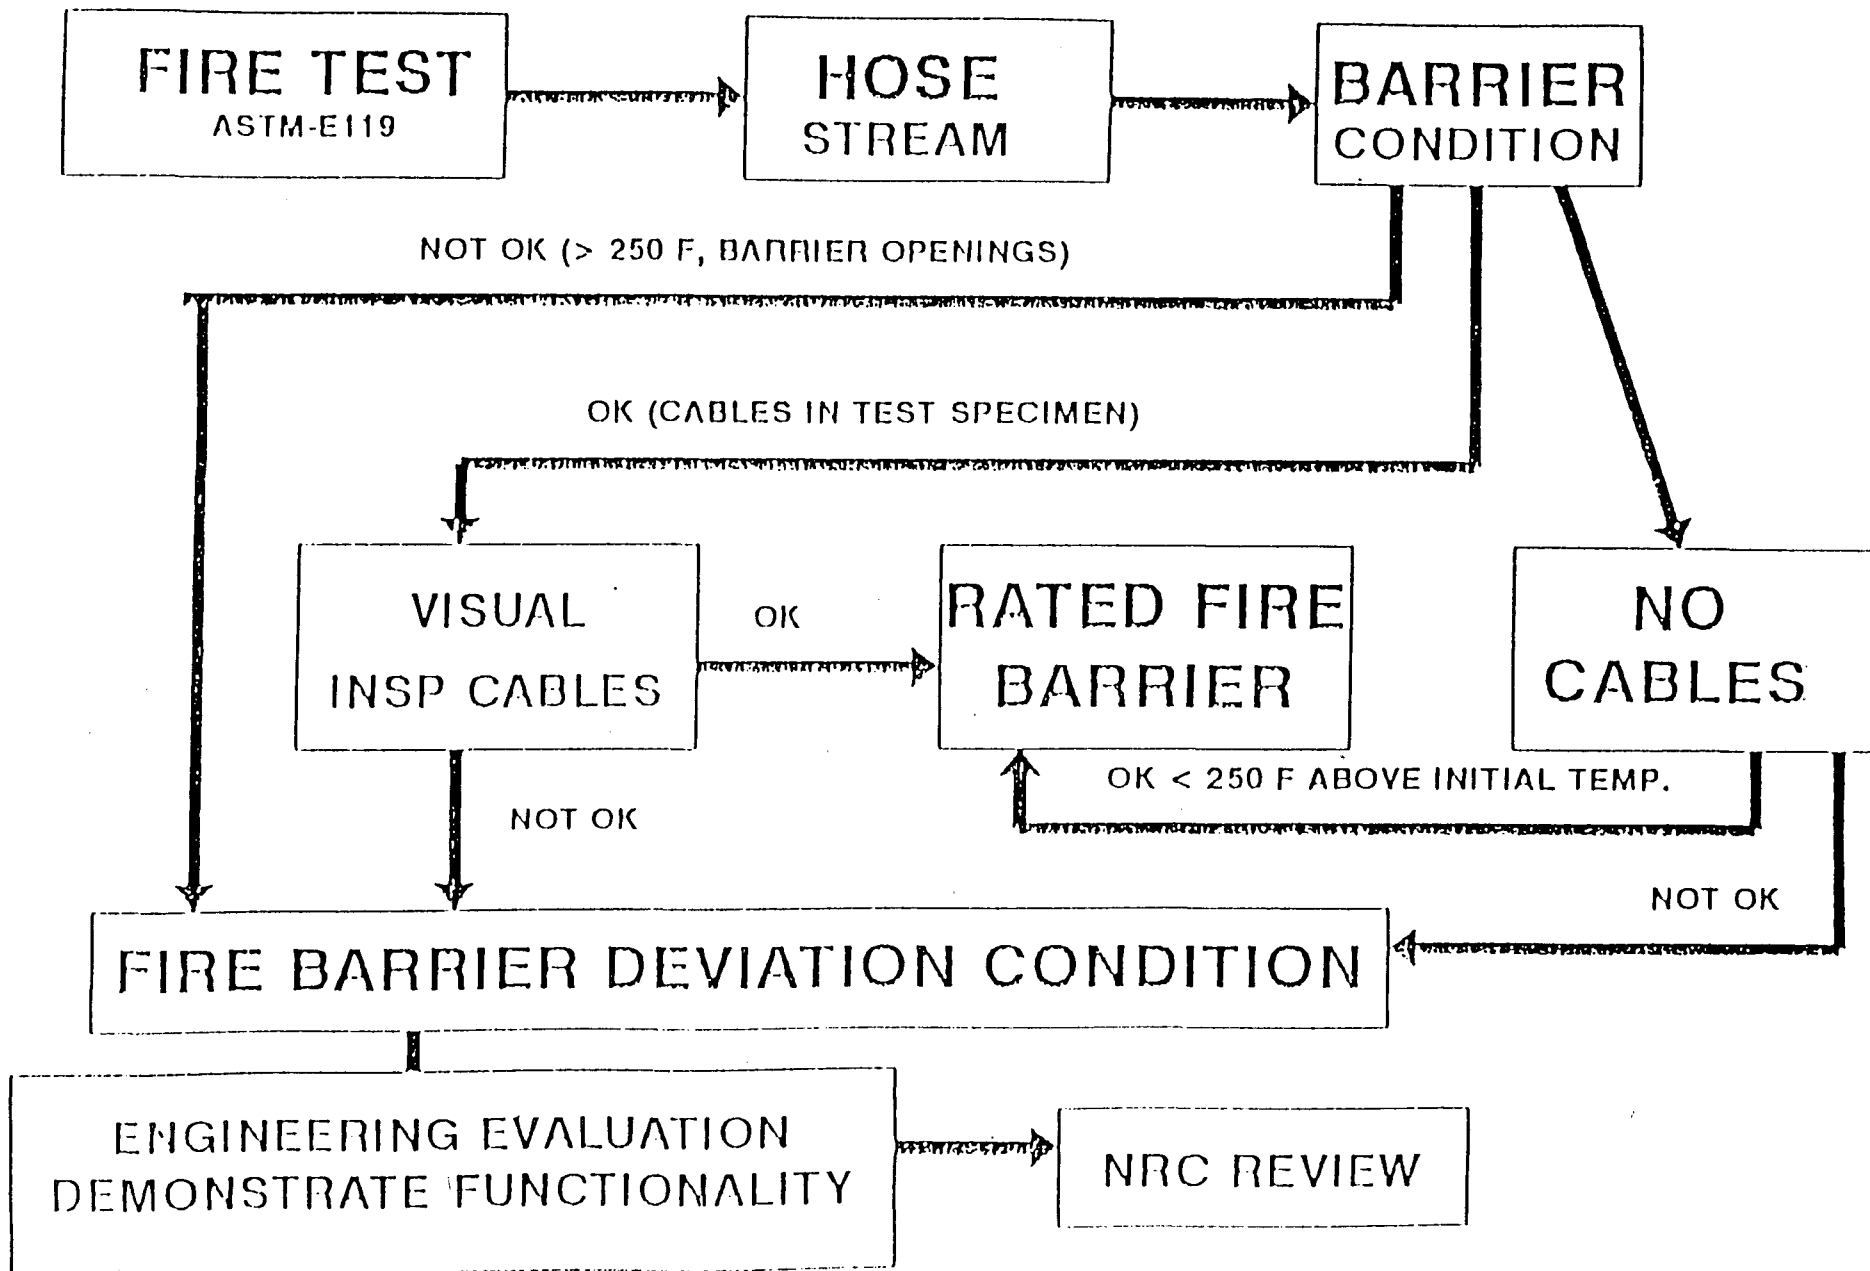 FIRE TEST
ASTM-E119
HOSE
STREAM
BARRIER
CONDITION
NOT OK (> 250 F, BARRIER OPENINGS)
OK (CABLES IN TEST SPECIMEN)
VISUAL
INSP CABLES
OK
RATED FIRE
BARRIER
NO
CABLES
OK < 250 F ABOVE INITIAL TEMP.
NOT OK
NOT OK
FIRE BARRIER DEVIATION CONDITION
ENGINEERING EVALUATION
DEMONSTRATE FUNCTIONALITY
NRC REVIEW